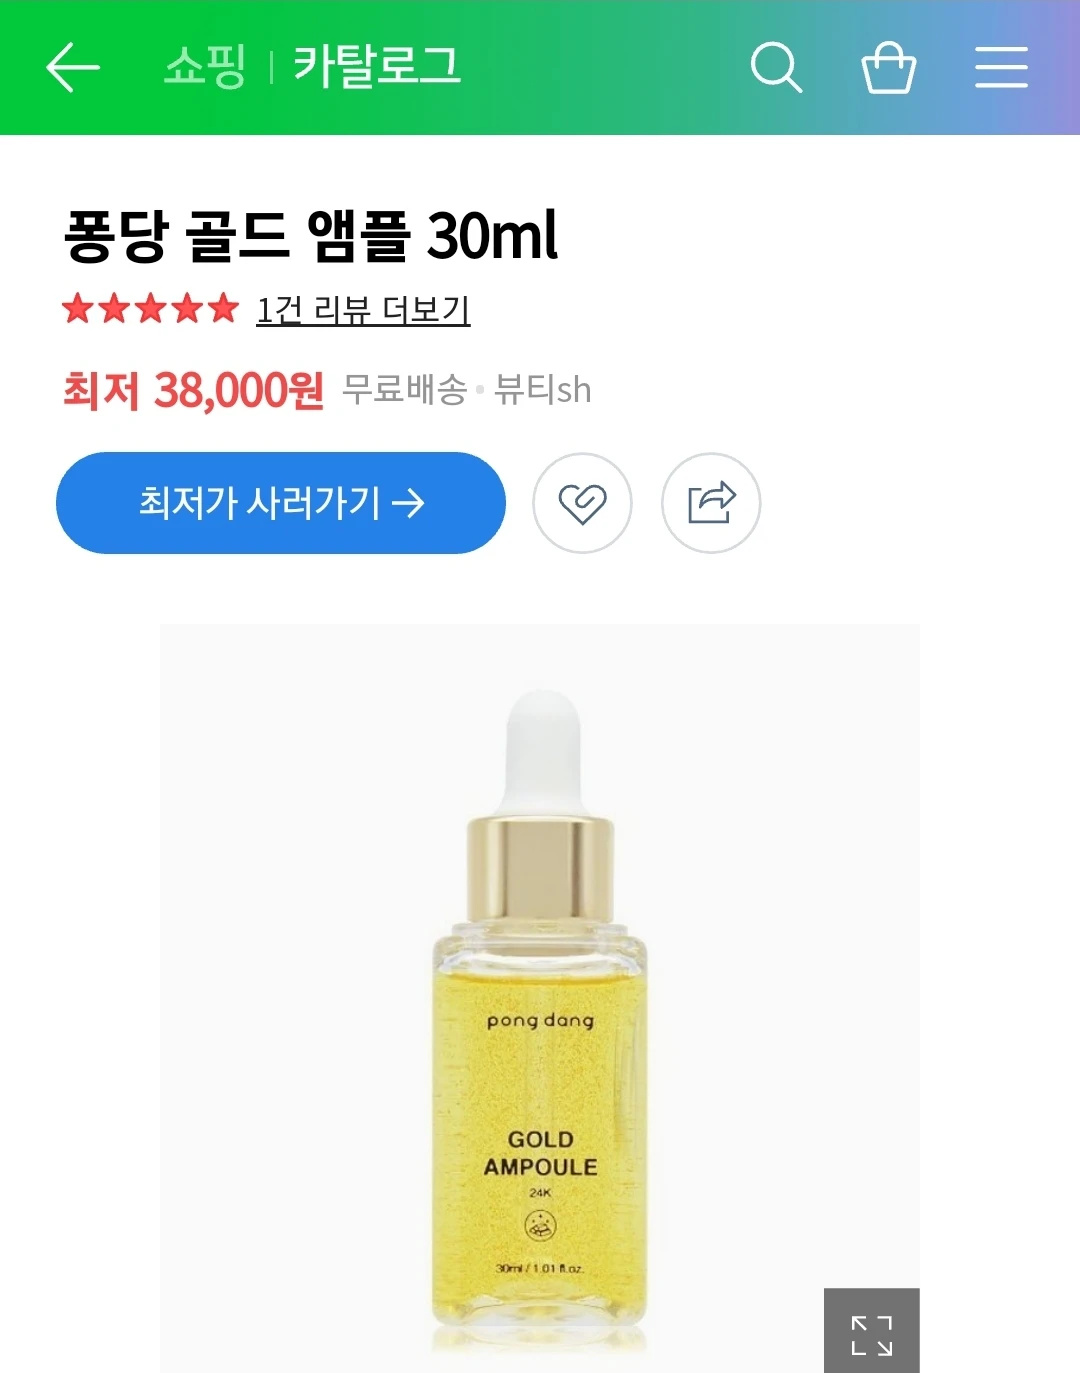 쇼핑 | 카탈로그
퐁당 골드 앰플 30ml
1건 리뷰 더보기
최저 38,000원 무료배송 뷰티sh
최저가 사러가기 →
pong dang
GOLD
AMPOULE
24K
30ml / 1.01 fl.oz.